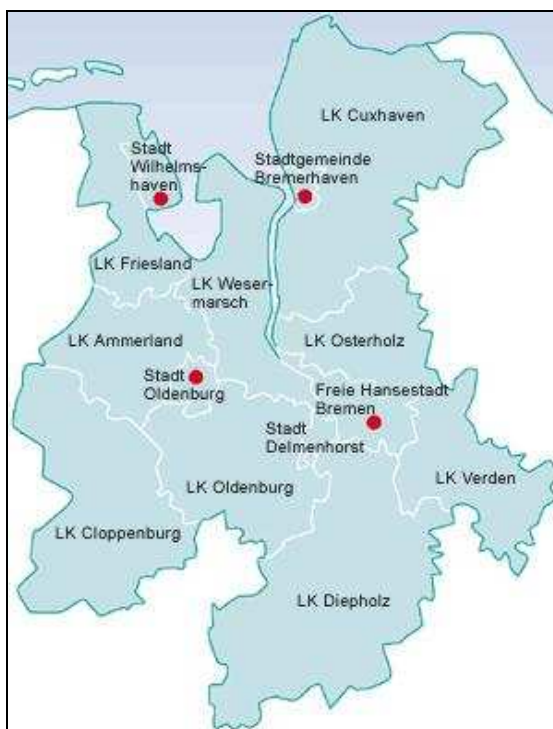 LK Cuxhaven
Stadt
Wilhelms-
haven
Stadtgemeinde
Bremerhaven
LK Friesland
LK Weser-
marsch
LK Ammerland
LK Osterholz
Stadt
Oldenburg
Freie Hansestadt
Bremen
Stadt
Delmenhorst
LK Oldenburg
LK Verden
LK Cloppenburg
LK Diepholz